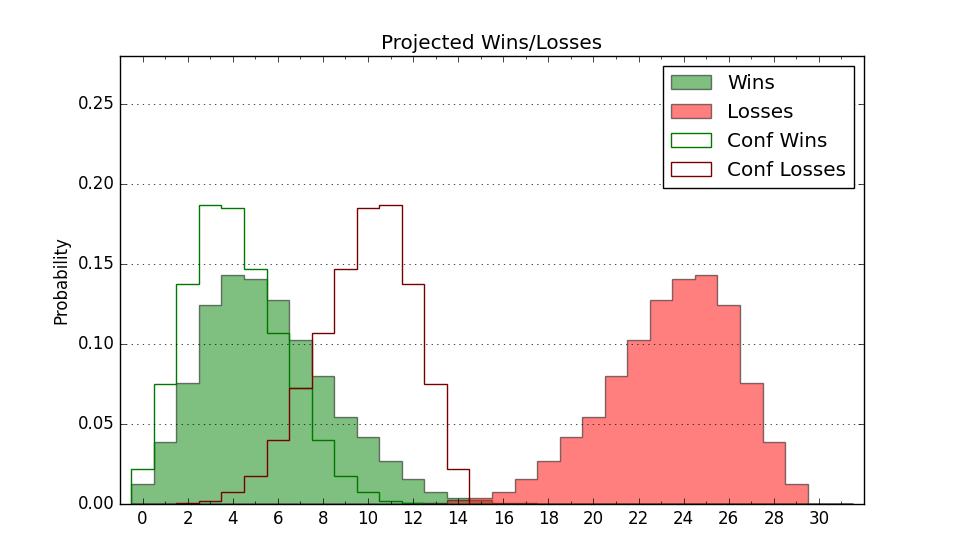 Projected Wins/Losses
Wins
Losses
Conf Wins
Conf Losses
Probability
0.25
0.20
0.15
0.10
0.05
0.00
0 2 4 6 8 10 12 14 16 18 20 22 24 26 28 30